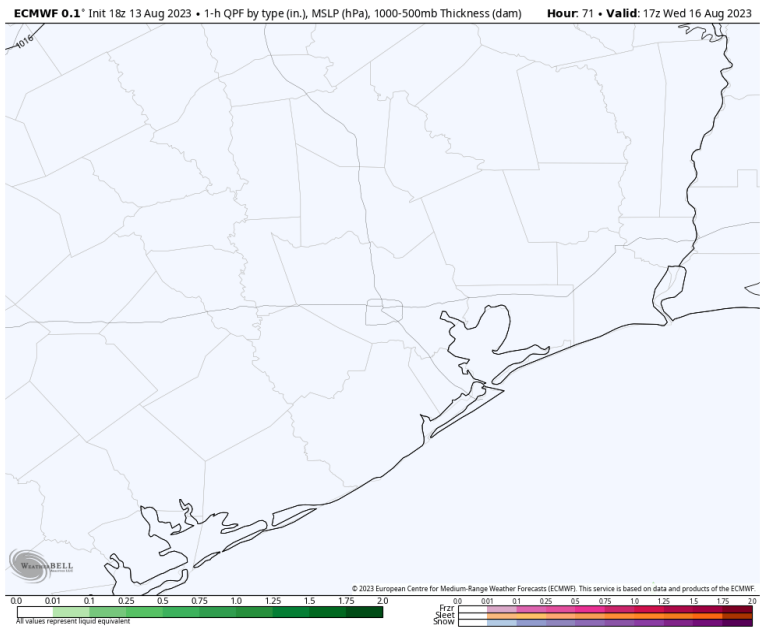 ECMWF 0.1° Init 18z 13 Aug 2023 • 1-h QPF by type (in.), MSLP (hPa), 1000-500mb Thickness (dam) Hour: 71 • Valid: 17z Wed 16 Aug 2023
1016
WEATHERBELL
© 2023 European Centre for Medium-Range Weather Forecasts (ECMWF). This service is based on data and products of the ECMWF.
0.0 0.01 0.1 0.25 0.5 0.75 1.0 1.25 1.5 1.75 2.0
0.0 0.01 0.1 0.25 0.5 0.75 1.0 1.25 1.5 1.75 2.0
Frzr
Sleet
Snow
All values represent liquid equivalent